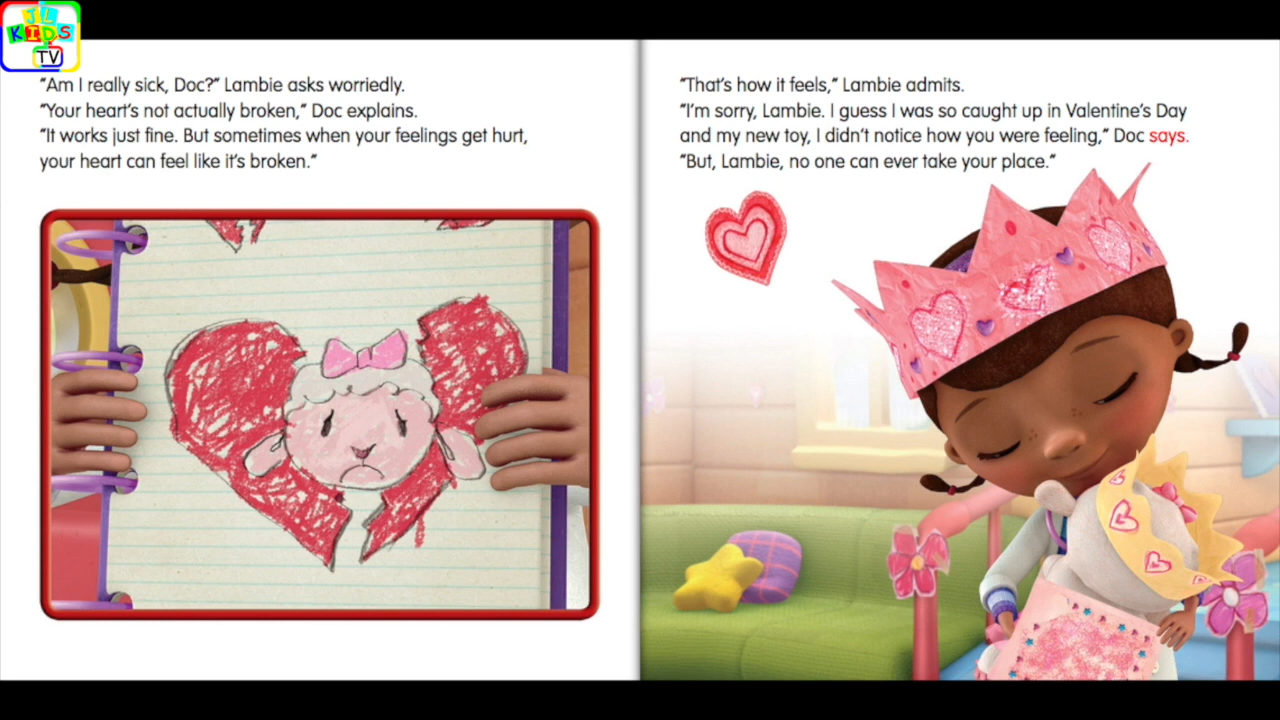 JL
KIDS
TV
"Am I really sick, Doc?" Lambie asks worriedly.
"Your heart's not actually broken," Doc explains.
"It works just fine. But sometimes when your feelings get hurt,
your heart can feel like it's broken."
"That's how it feels," Lambie admits.
"I'm sorry, Lambie. I guess I was so caught up in Valentine's Day
and my new toy, I didn't notice how you were feeling," Doc says.
"But, Lambie, no one can ever take your place."